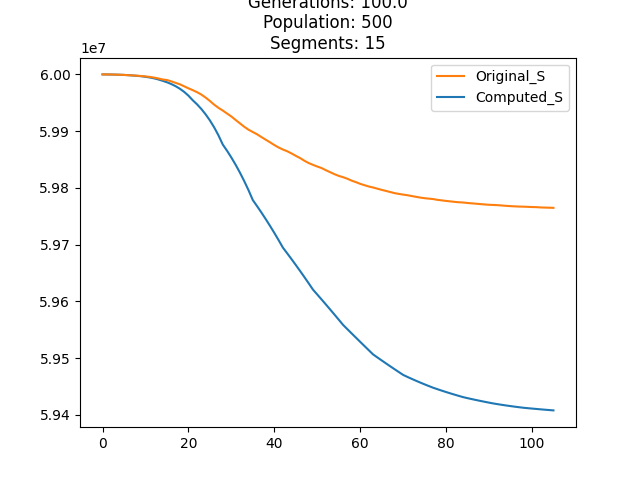 Generations: 100.0
Population: 500
Segments: 15
1e7
6.00
5.99
5.98
5.97
5.96
5.95
5.94
0
20
40
60
80
100
Original_S
Computed_S